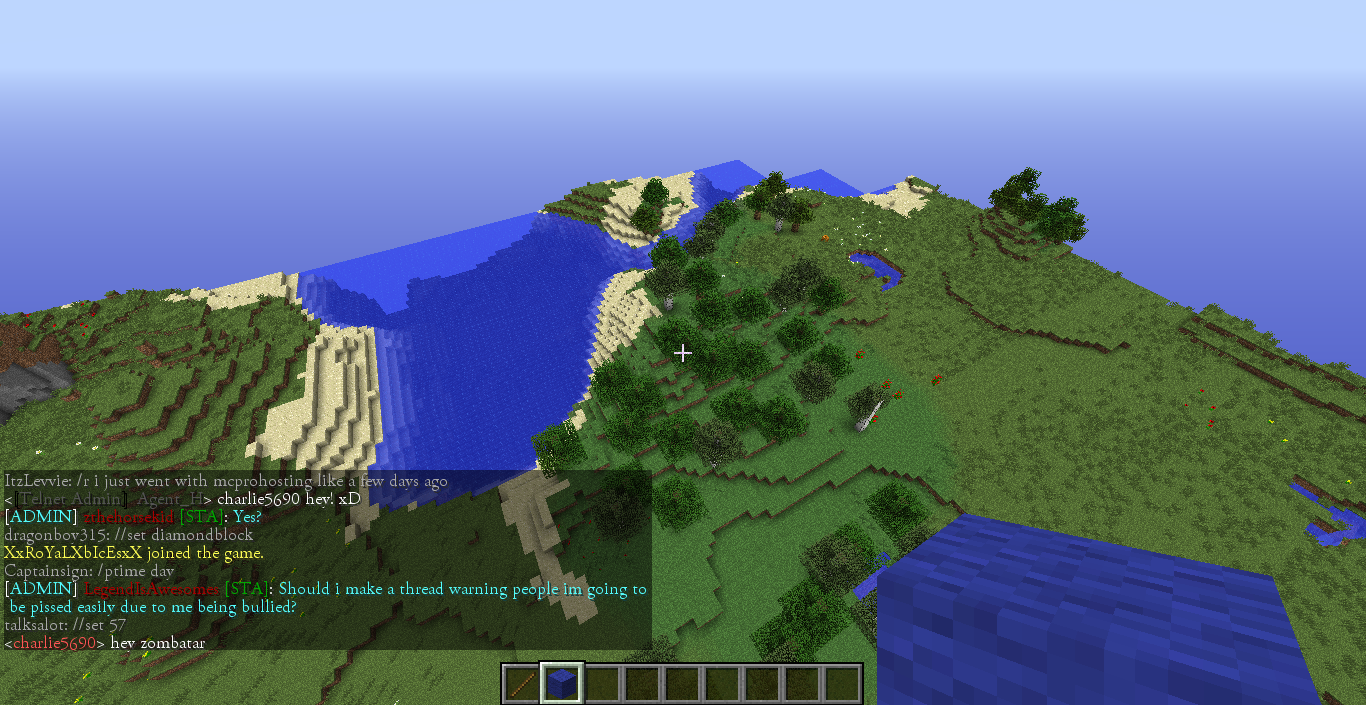 ItzLevvie: /r i just went with mcprohosting like a few days ago
<[Telnet Admin] Agent_H> charlie5690 hey! xD
[ADMIN] [STA]: Yes?
dragonboy315: //set diamondblock
XxRoYaLXbIcEsxX joined the game.
Captainsign: /prime day
[ADMIN] LegendIsAwesomes [STA]: Should i make a thread warning people im going to
be pissed easily due to me being bullied?
talksalot: //set 57
<charlie5690> hey zombatar